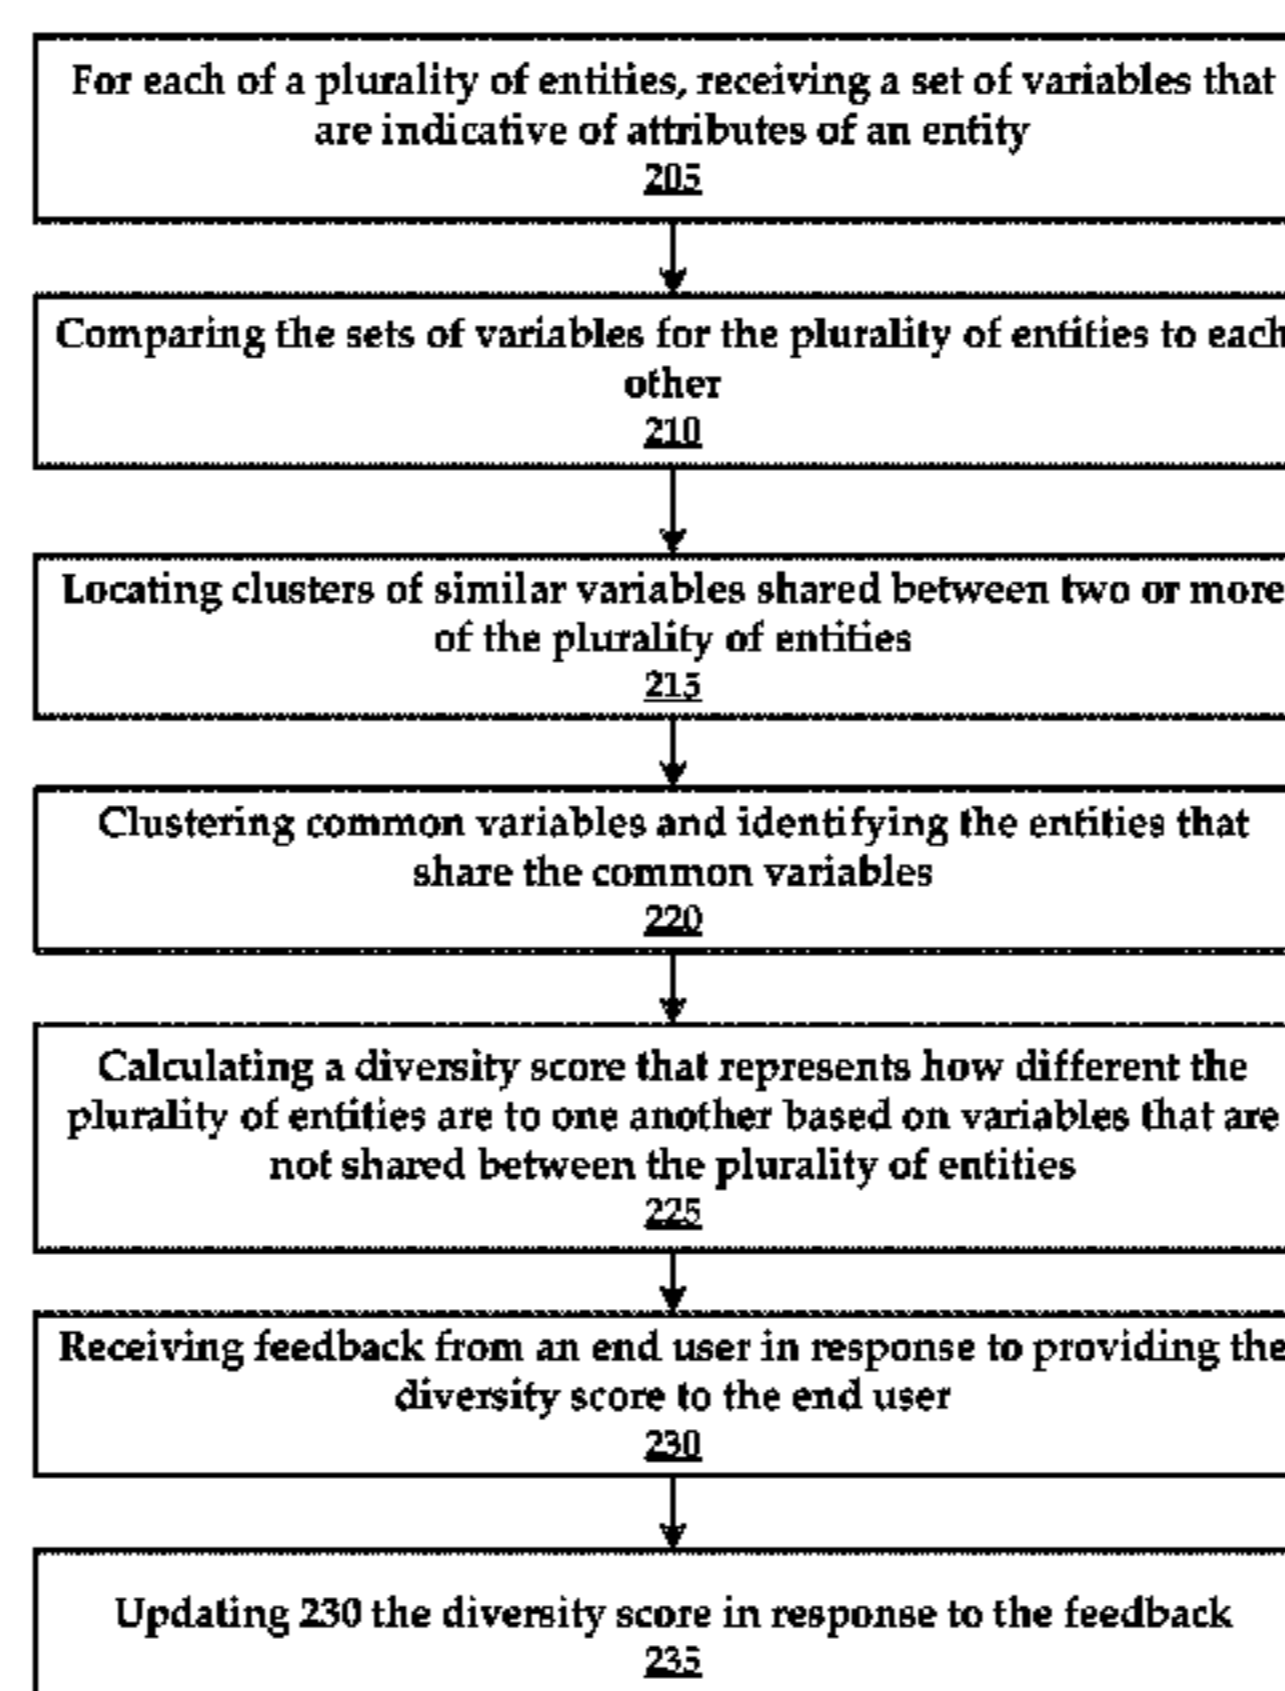 For each of a plurality of entities, receiving a set of variables that
are indicative of attributes of an entity
205
Comparing the sets of variables for the plurality of entities to each
other
210
Locating clusters of similar variables shared between two or more
of the plurality of entities
215
Clustering common variables and identifying the entities that
share the common variables
220
Calculating a diversity score that represents how different the
plurality of entities are to one another based on variables that are
not shared between the plurality of entities
225
Receiving feedback from an end user in response to providing the
diversity score to the end user
230
Updating 230 the diversity score in response to the feedback
235